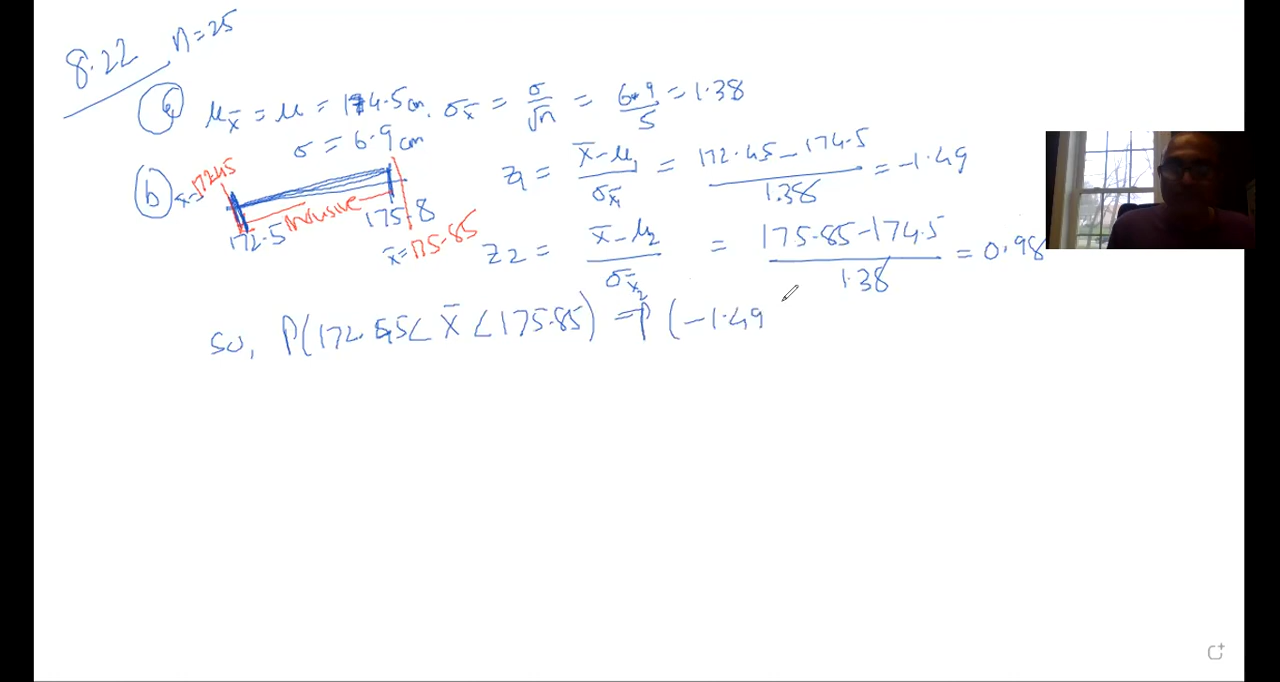 8.22 n=25
(a) μx̄ = μ = 174.5cm, σx̄ = σ/√n = 6.9/5 = 1.38
σ = 6.9 cm
(b) x̄=172.45 z1 = x̄-μ1/σx̄1 = 172.45-174.5/1.38 = -1.49
inclusive
172.5 175.8
x̄=175.85 z2 = x̄-μ2/σx̄2 = 175.85-174.5/1.38 = 0.98
So, P(172.45< x̄ <175.85) = P (-1.49